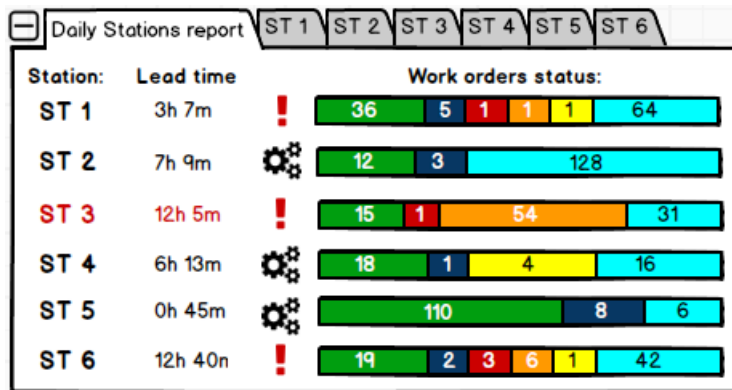 Daily Stations report ST 1 ST 2 ST 3 ST 4 ST 5 ST 6
Station: Lead time Work orders status:
ST 1 3h 7m ! 36 5 1 1 1 64
ST 2 7h 9m 12 3 128
ST 3 12h 5m ! 15 1 54 31
ST 4 6h 13m 18 1 4 16
ST 5 0h 45m 110 8 6
ST 6 12h 40n ! 19 2 3 6 1 42